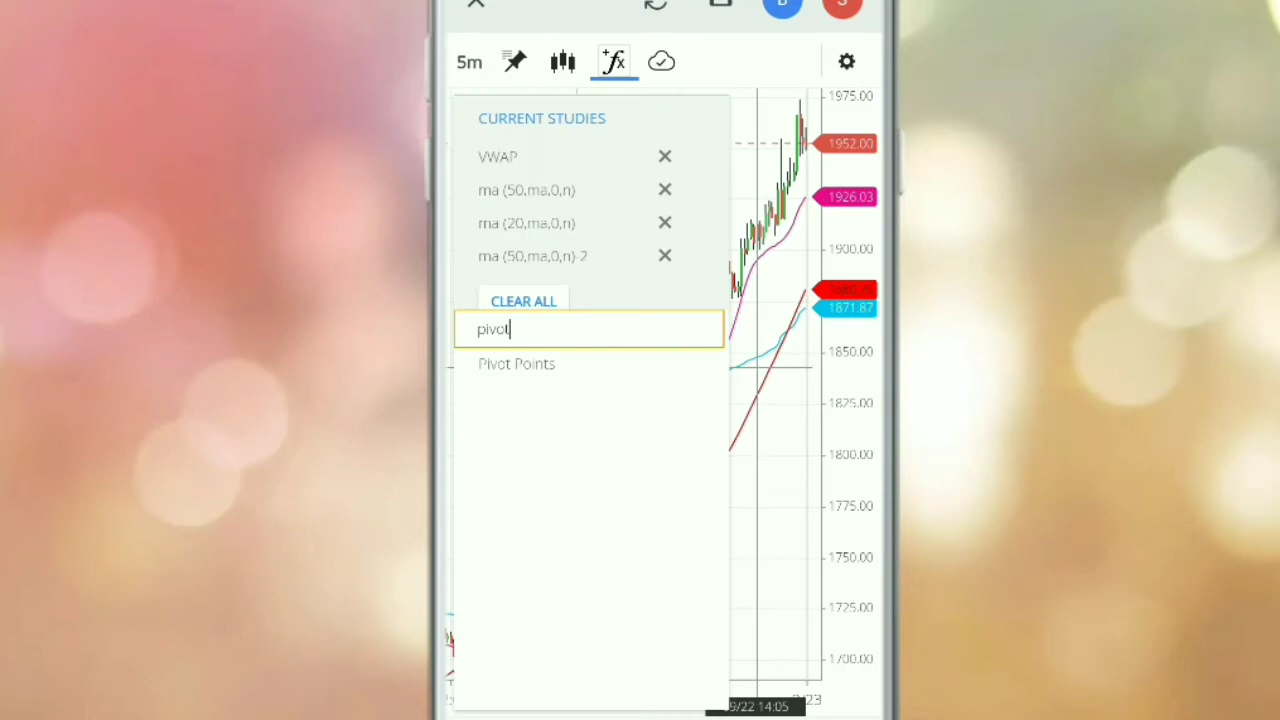 5m
1975.00
CURRENT STUDIES
1952.00
VWAP
ma (50,ma,0,n)
1926.03
ma (20,ma,0,n)
1900.00
ma (50,ma,0,n)-2
CLEAR ALL
1871.87
pivot
1850.00
Pivot Points
1825.00
1800.00
1775.00
1750.00
1725.00
1700.00
9/22 14:05